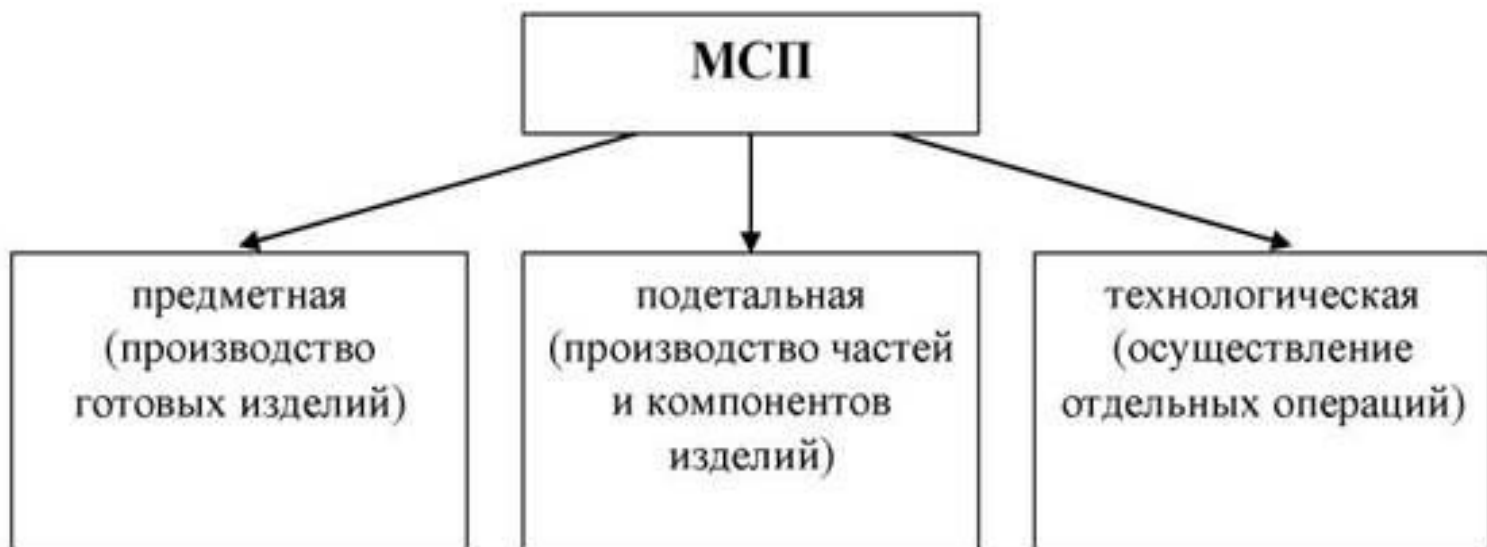 МСП
предметная
(производство
готовых изделий)
подетальная
(производство частей
и компонентов
изделий)
технологическая
(осуществление
отдельных операций)